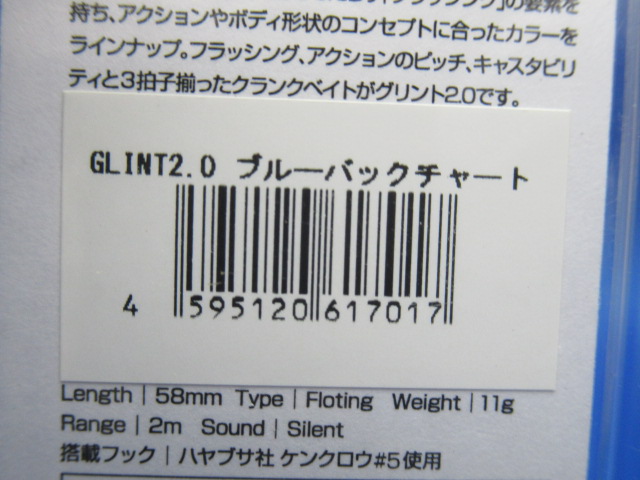 の要素を
持ち、アクションやボディ形状のコンセプトに合ったカラーを
ラインナップ。フラッシング、アクションのピッチ、キャスタビリ
ティと3拍子揃ったクランクベイトがグリント2.0です。
GLINT2.0 ブルーバックチャート
4 595120 617017
Length | 58mm Type | Floting Weight | 11g
Range | 2m Sound | Silent
搭載フック | ハヤブサ社 ケンクロウ#5使用